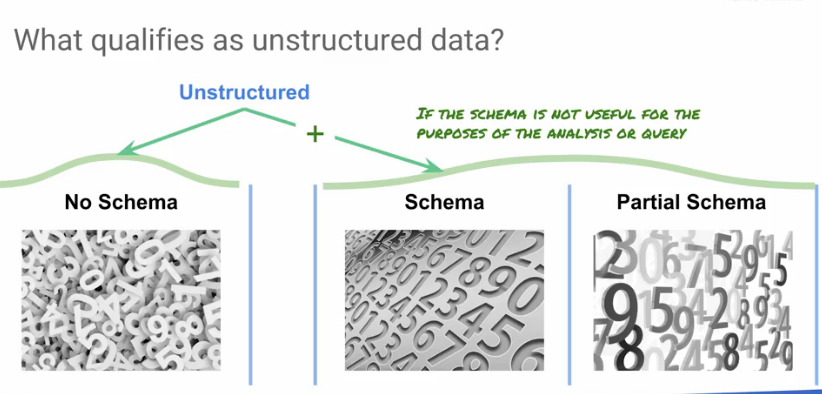 What qualifies as unstructured data?
Unstructured
+
IF THE SCHEMA IS NOT USEFUL FOR THE
PURPOSES OF THE ANALYSIS OR QUERY
No Schema
Schema
Partial Schema